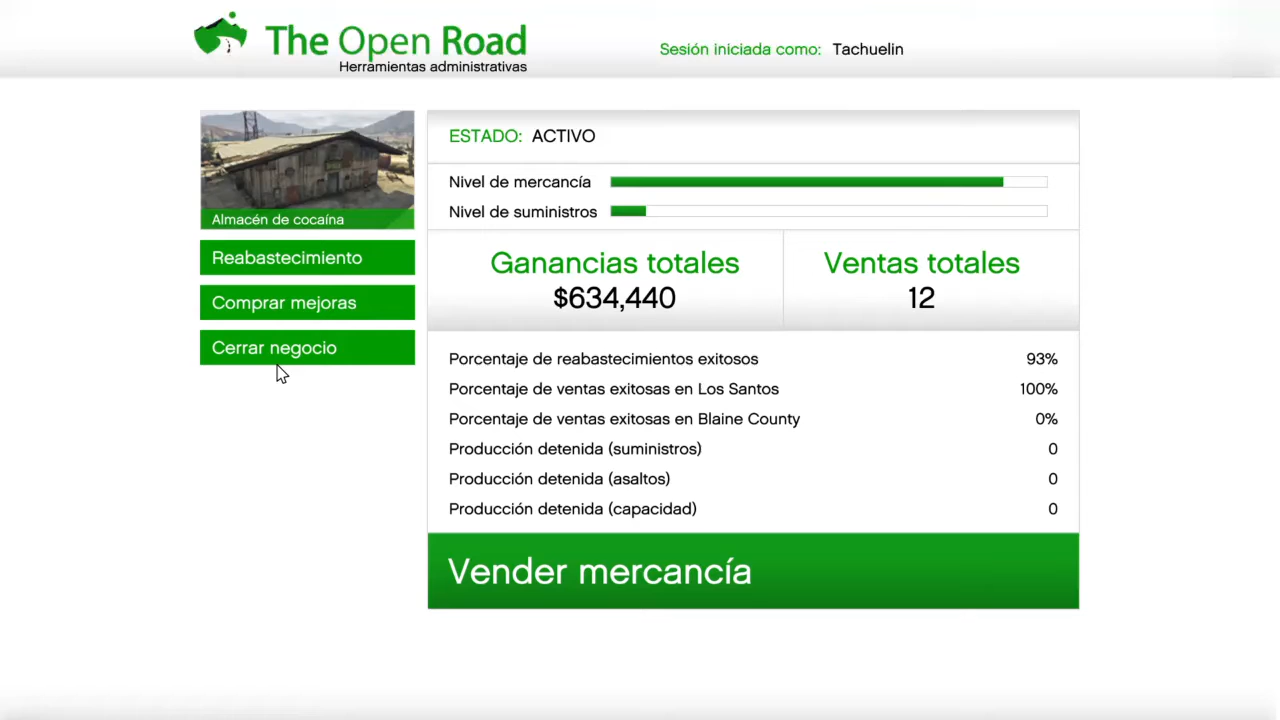 The Open Road
Herramientas administrativas
Sesión iniciada como: Tachuelin
Almacén de cocaína
Reabastecimiento
Comprar mejoras
Cerrar negocio
ESTADO: ACTIVO
Nivel de mercancía
Nivel de suministros
Ganancias totales
$634,440
Ventas totales
12
Porcentaje de reabastecimientos exitosos 93%
Porcentaje de ventas exitosas en Los Santos 100%
Porcentaje de ventas exitosas en Blaine County 0%
Producción detenida (suministros) 0
Producción detenida (asaltos) 0
Producción detenida (capacidad) 0
Vender mercancía